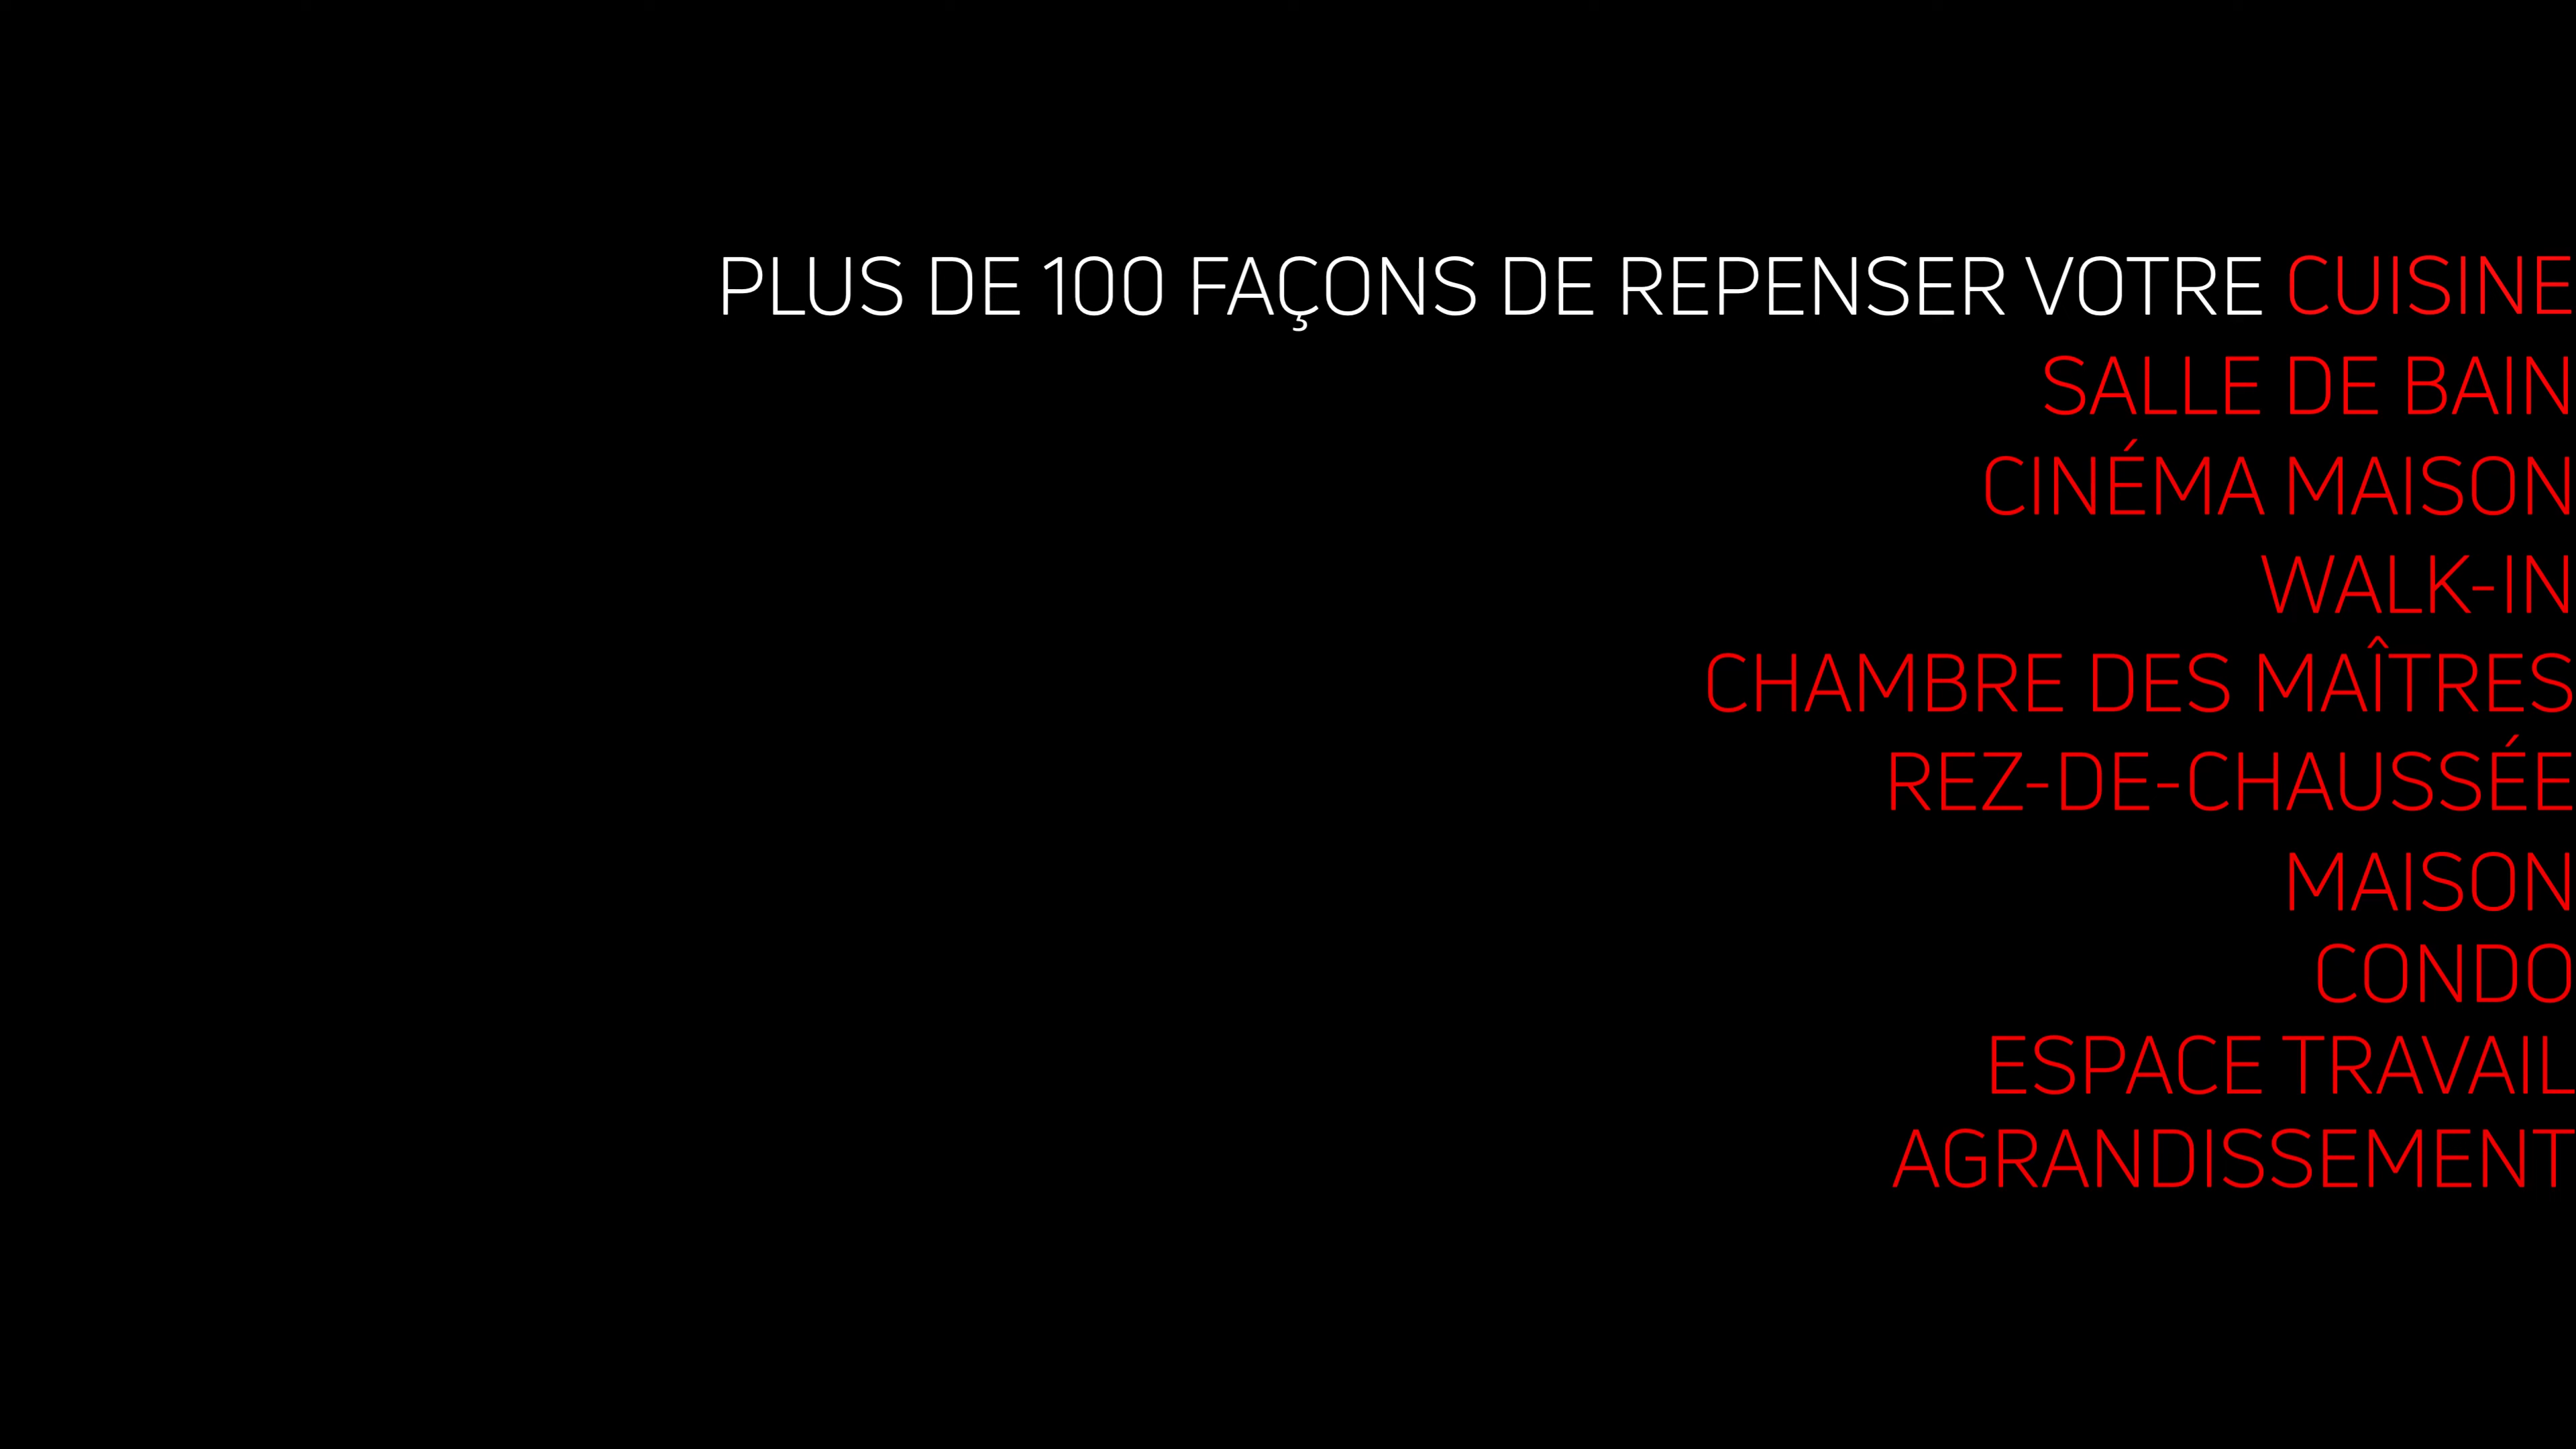 PLUS DE 100 FAÇONS DE REPENSER VOTRE CUISINE
SALLE DE BAIN
CINÉMA MAISON
WALK-IN
CHAMBRE DES MAÎTRES
REZ-DE-CHAUSSÉE
MAISON
CONDO
ESPACE TRAVAIL
AGRANDISSEMENT